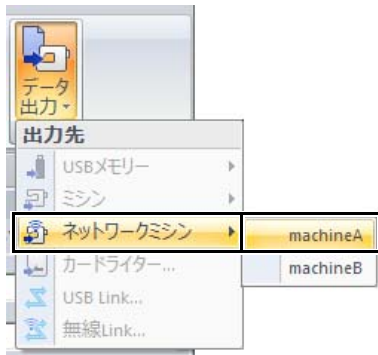 データ
出力
出力先
USBメモリー
ミシン
ネットワークミシン
machineA
カードライター...
machineB
USB Link...
無線Link...